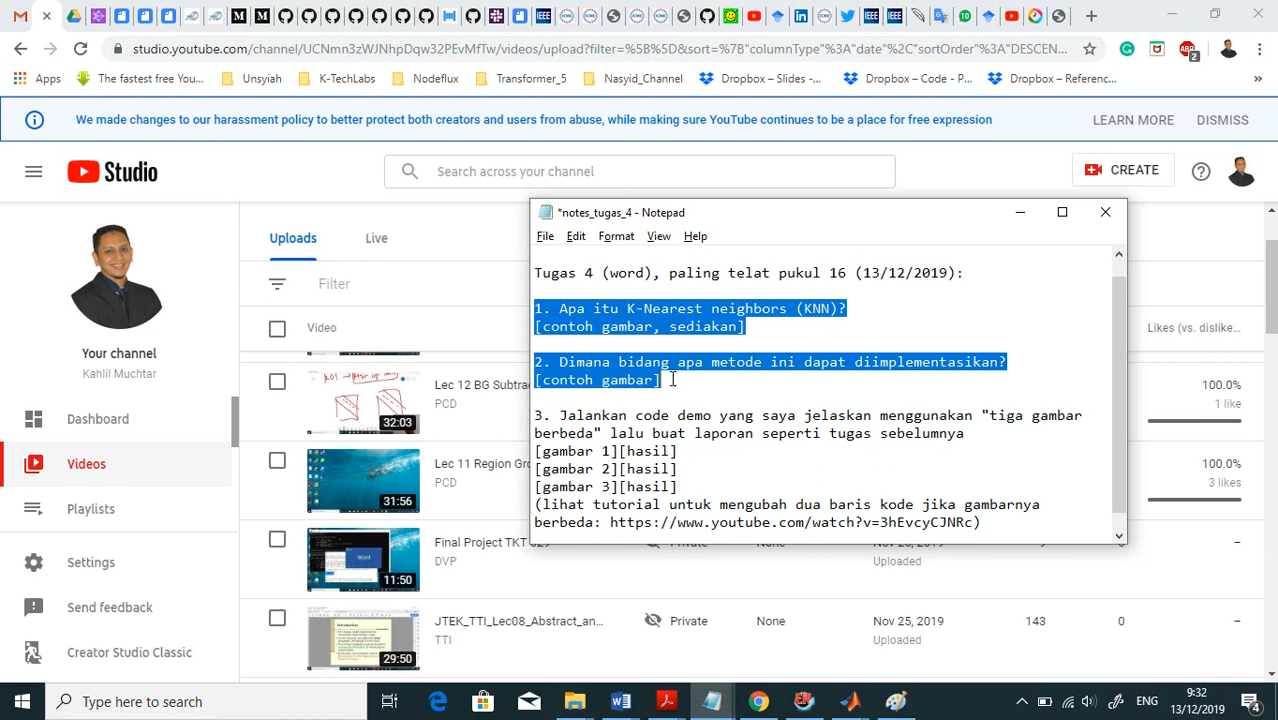 studio.youtube.com/channel/UCNmn3zWJNhpDqw32PEvMfTw/videos/upload?filter=%5B%5D&sort=%7B"columnType"%3A"date"%2C"sortOrder"%3A"DESCEN...
2
Apps
The fastest free You...
Unsyiah
K-TechLabs
Nodeflux
Transformer_5
Nasyid_Channel
Dropbox – Slides -...
Dropbox – Code - P...
Dropbox – Referenc...
»
We made changes to our harassment policy to better protect both creators and users from abuse, while making sure YouTube continues to be a place for free expression
LEARN MORE
DISMISS
Studio
Search across your channel
CREATE
Your channel
Kahlil Muchtar
Dashboard
Videos
Playlists
Settings
Send feedback
Creator Studio Classic
Uploads
Live
Filter
Video
Likes (vs. dislike...
*notes_tugas_4 - Notepad
File Edit Format View Help
Tugas 4 (word), paling telat pukul 16 (13/12/2019):
1. Apa itu K-Nearest neighbors (KNN)?
[contoh gambar, sediakan]
2. Dimana bidang apa metode ini dapat diimplementasikan?
[contoh gambar]
3. Jalankan code demo yang saya jelaskan menggunakan "tiga gambar
berbeda" lalu buat laporan seperti tugas sebelumnya
[gambar 1][hasil]
[gambar 2][hasil]
[gambar 3][hasil]
(lihat tutorial untuk mengubah dua baris kode jika gambarnya
berbeda: https://www.youtube.com/watch?v=3hEvcyCJNRc)
Lec 12 BG Subtrac
PCD
32:03
100.0%
1 like
Lec 11 Region Gro
PCD
31:56
100.0%
3 likes
Final Project TKT
DVP
11:50
Private
None
Uploaded
–
JTEK_TTI_Lec08_Abstract_an...
TTI
29:50
Private
None
Nov 25, 2019
Uploaded
143
0
–
Type here to search
ENG
9:32
13/12/2019
4